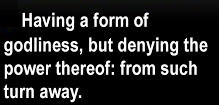 Having a form of
godliness, but denying the
power thereof: from such
turn away.